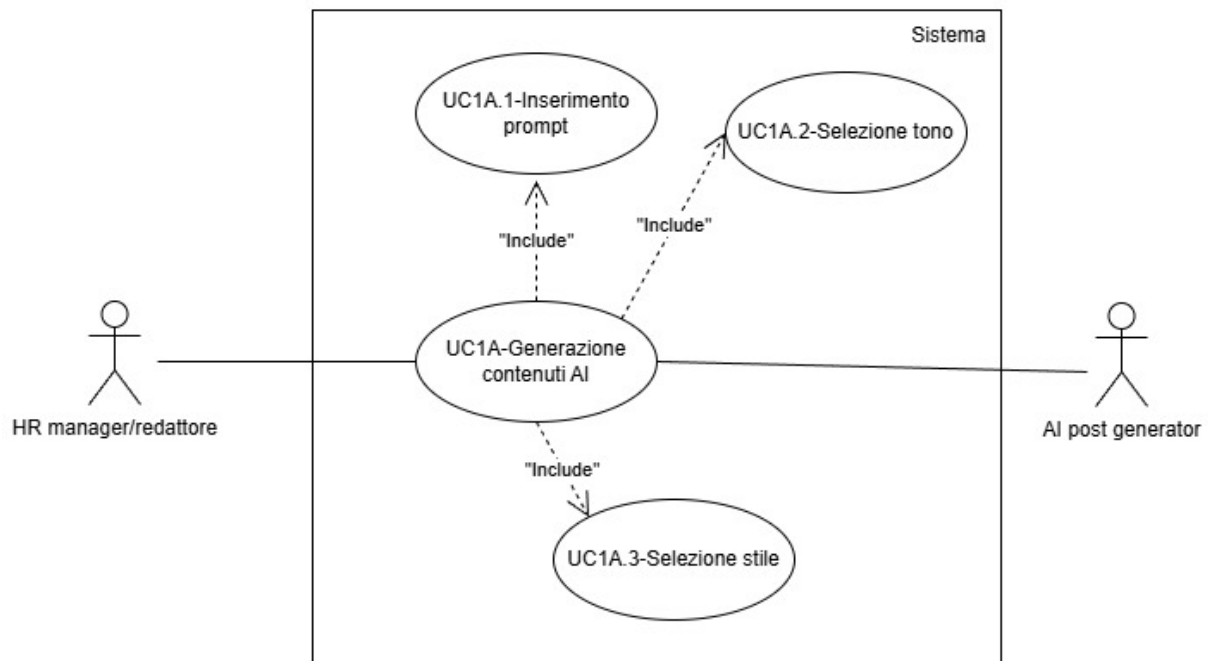 Sistema
UC1A.1-Inserimento
prompt
UC1A.2-Selezione tono
"Include"
"Include"
UC1A-Generazione
contenuti AI
HR manager/redattore
AI post generator
"Include"
UC1A.3-Selezione stile